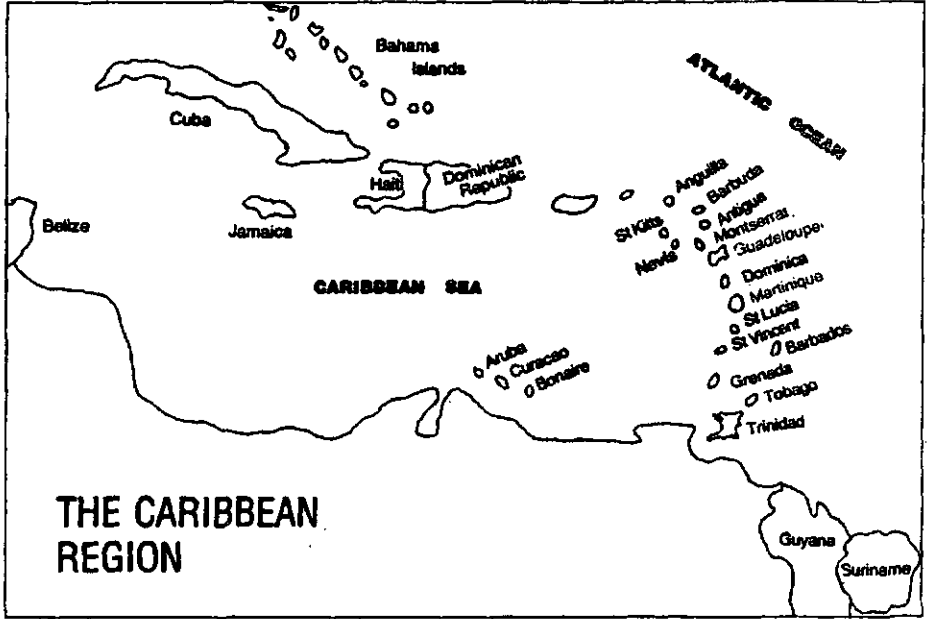 Bahama
Islands
ATLANTIC OCEAN
Cuba
Haiti
Dominican
Republic
Anguilla
Barbuda
Antigua
St Kitts
Montserrat
Nevis
Guadeloupe
Belize
Jamaica
CARIBBEAN SEA
Dominica
Martinique
St Lucia
St Vincent
Barbados
Aruba
Curacao
Bonaire
Grenada
Tobago
Trinidad
THE CARIBBEAN
REGION
Guyana
Suriname